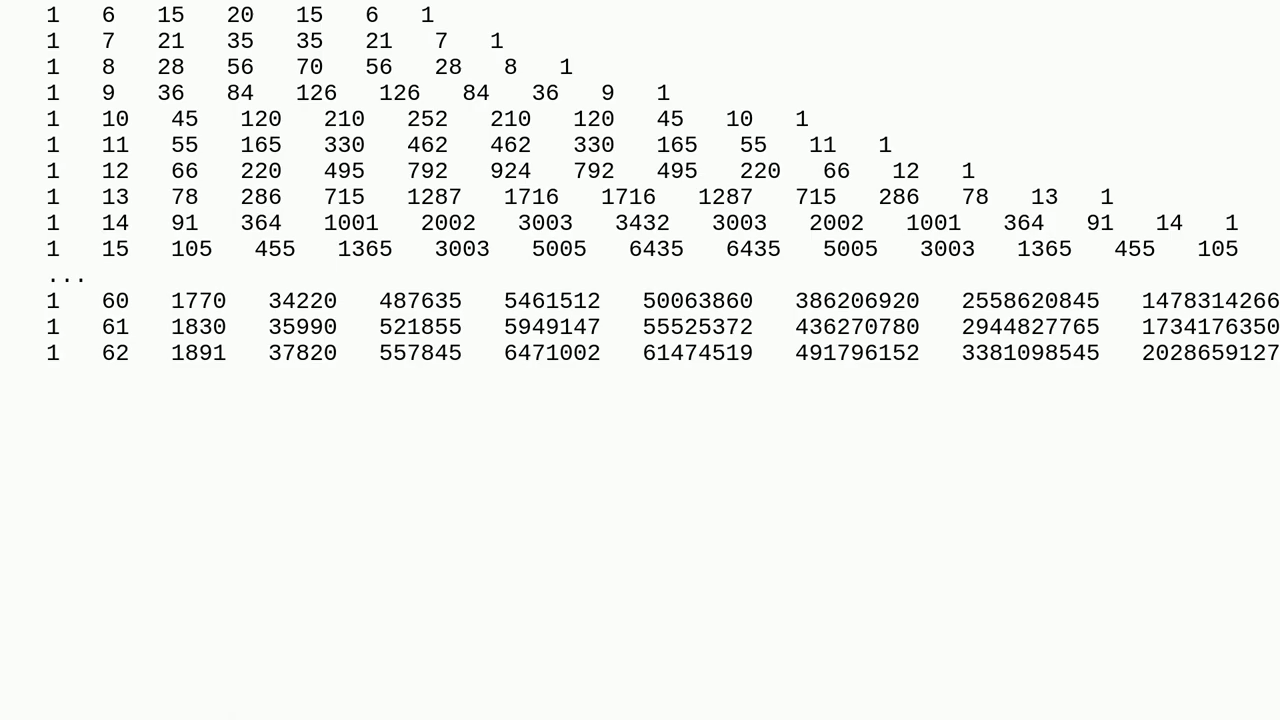 1 6 15 20 15 6 1
1 7 21 35 35 21 7 1
1 8 28 56 70 56 28 8 1
1 9 36 84 126 126 84 36 9 1
1 10 45 120 210 252 210 120 45 10 1
1 11 55 165 330 462 462 330 165 55 11 1
1 12 66 220 495 792 924 792 495 220 66 12 1
1 13 78 286 715 1287 1716 1716 1287 715 286 78 13 1
1 14 91 364 1001 2002 3003 3432 3003 2002 1001 364 91 14 1
1 15 105 455 1365 3003 5005 6435 6435 5005 3003 1365 455 105
...
1 60 1770 34220 487635 5461512 50063860 386206920 2558620845 1478314266
1 61 1830 35990 521855 5949147 55525372 436270780 2944827765 1734176350
1 62 1891 37820 557845 6471002 61474519 491796152 3381098545 2028659127